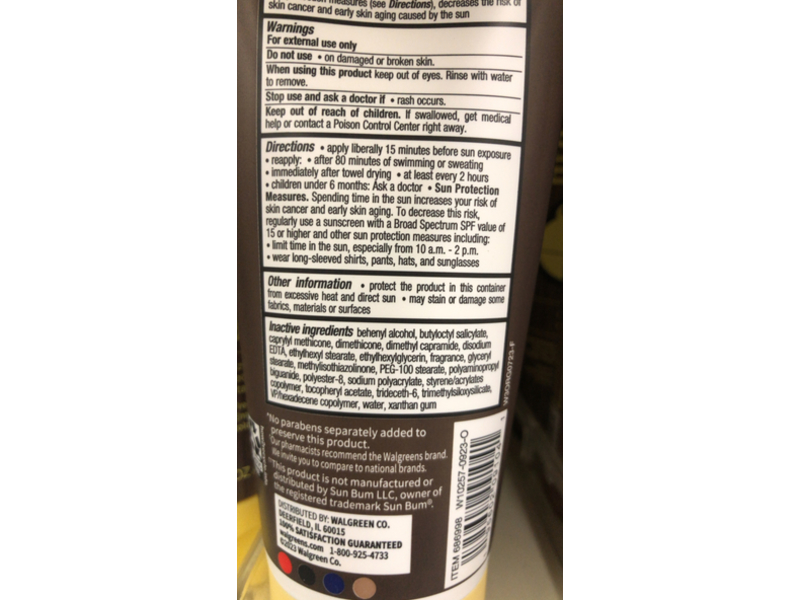 measures (see Directions), decreases the risk of
skin cancer and early skin aging caused by the sun
Warnings
For external use only
Do not use • on damaged or broken skin.
When using this product keep out of eyes. Rinse with water
to remove.
Stop use and ask a doctor if • rash occurs.
Keep out of reach of children. If swallowed, get medical
help or contact a Poison Control Center right away.
Directions • apply liberally 15 minutes before sun exposure
• reapply: • after 80 minutes of swimming or sweating
• immediately after towel drying • at least every 2 hours
• children under 6 months: Ask a doctor • Sun Protection
Measures. Spending time in the sun increases your risk of
skin cancer and early skin aging. To decrease this risk,
regularly use a sunscreen with a Broad Spectrum SPF value of
15 or higher and other sun protection measures including:
• limit time in the sun, especially from 10 a.m. - 2 p.m.
• wear long-sleeved shirts, pants, hats, and sunglasses
Other information • protect the product in this container
from excessive heat and direct sun • may stain or damage some
fabrics, materials or surfaces
Inactive ingredients behenyl alcohol, butyloctyl salicylate,
caprylyl methicone, dimethicone, dimethyl capramide, disodium
EDTA, ethylhexyl stearate, ethylhexylglycerin, fragrance, glyceryl
stearate, methylisothiazolinone, PEG-100 stearate, polyaminopropyl
biguanide, polyester-8, sodium polyacrylate, styrene/acrylates
copolymer, tocopheryl acetate, trideceth-6, trimethylsiloxysilicate,
VP/hexadecene copolymer, water, xanthan gum
W3ORG0723-F
*No parabens separately added to
preserve this product.
Our pharmacists recommend the Walgreens brand.
We invite you to compare to national brands.
**This product is not manufactured or
distributed by Sun Bum LLC, owner of
the registered trademark Sun Bum®.
DISTRIBUTED BY: WALGREEN CO.
DEERFIELD, IL 60015
100% SATISFACTION GUARANTEED
walgreens.com 1-800-925-4733
©2023 Walgreen Co.
ITEM 686998 W10257-0923-O